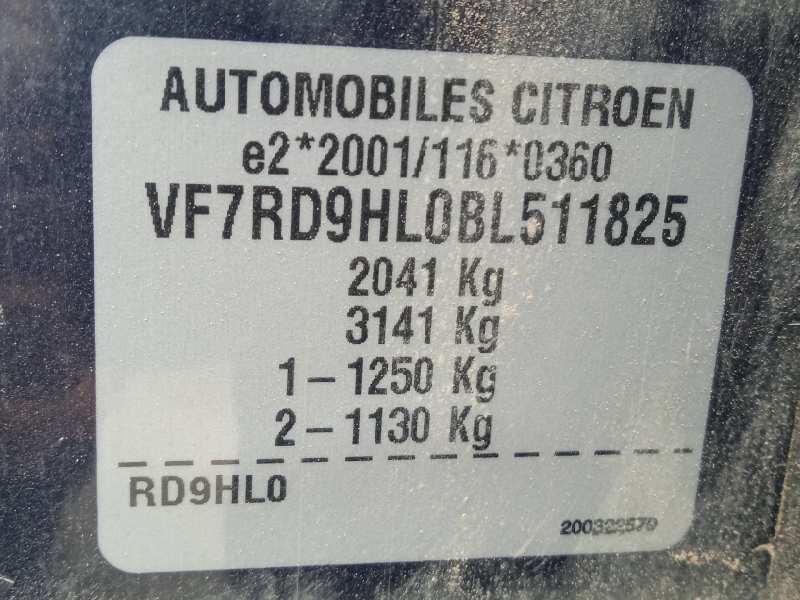 AUTOMOBILES CITROEN
e2*2001/116*0360
VF7RD9HL0BL511825
2041 Kg
3141 Kg
1-1250 Kg
2-1130 Kg
RD9HL0